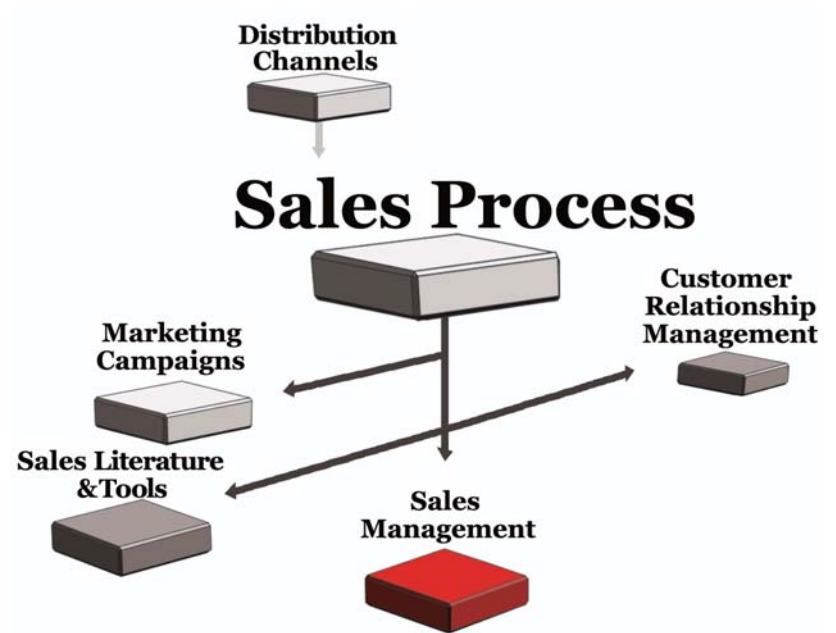 Distribution
Channels
Sales Process
Customer
Relationship
Management
Marketing
Campaigns
Sales Literature
&Tools
Sales
Management